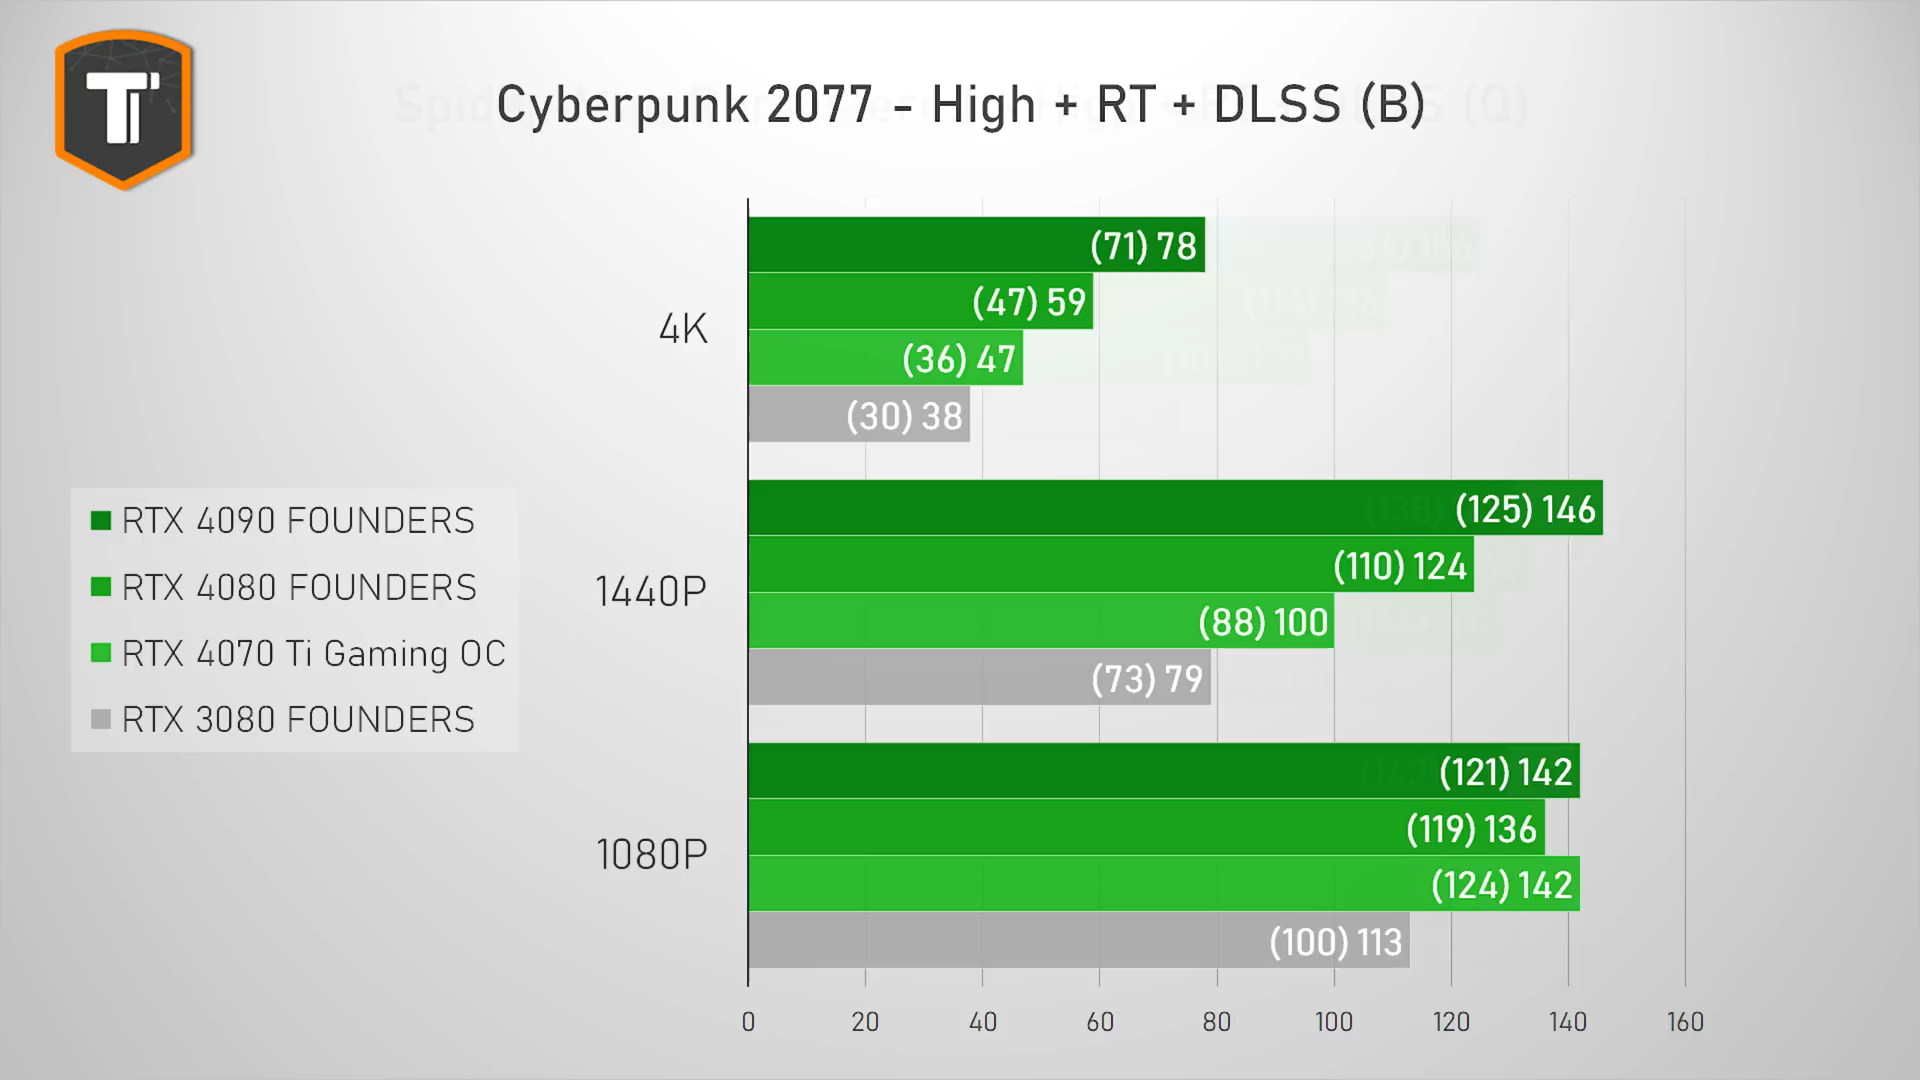 Ti
Cyberpunk 2077 - High + RT + DLSS (B)
4K
(71) 78
(47) 59
(36) 47
(30) 38
1440P
(125) 146
(110) 124
(88) 100
(73) 79
1080P
(121) 142
(119) 136
(124) 142
(100) 113
RTX 4090 FOUNDERS
RTX 4080 FOUNDERS
RTX 4070 Ti Gaming OC
RTX 3080 FOUNDERS
0 20 40 60 80 100 120 140 160